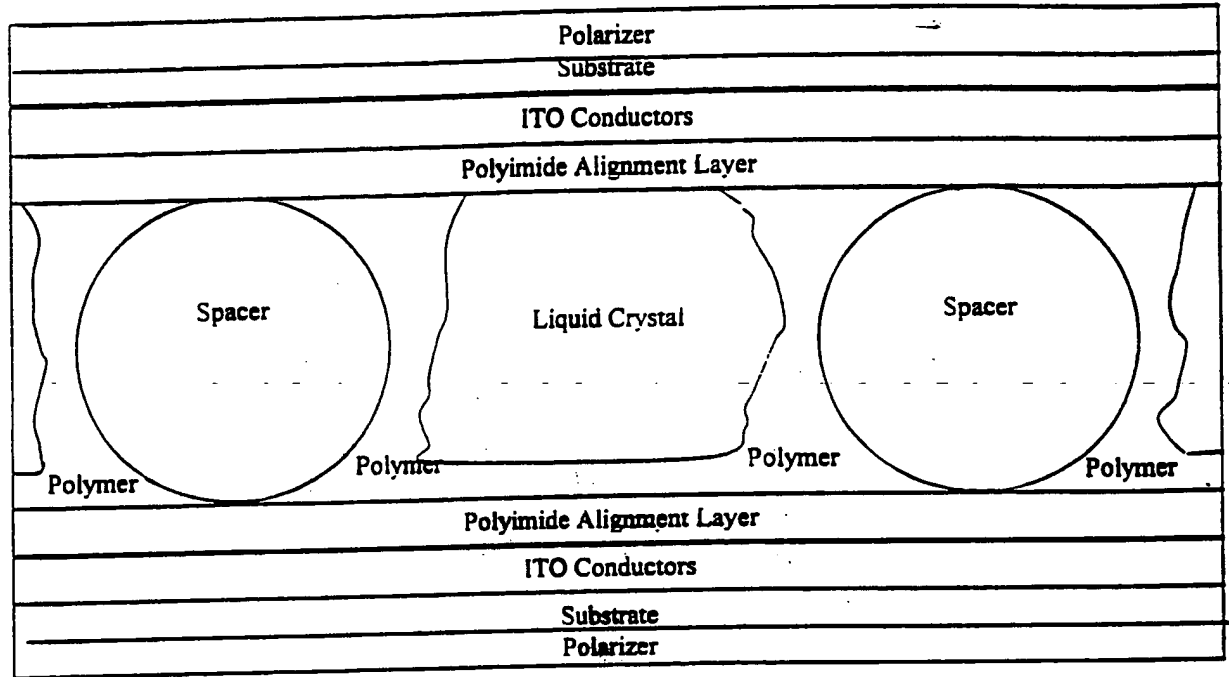 Polarizer
Substrate
ITO Conductors
Polyimide Alignment Layer
Spacer
Liquid Crystal
Spacer
Polymer
Polymer
Polymer
Polymer
Polyimide Alignment Layer
ITO Conductors
Substrate
Polarizer